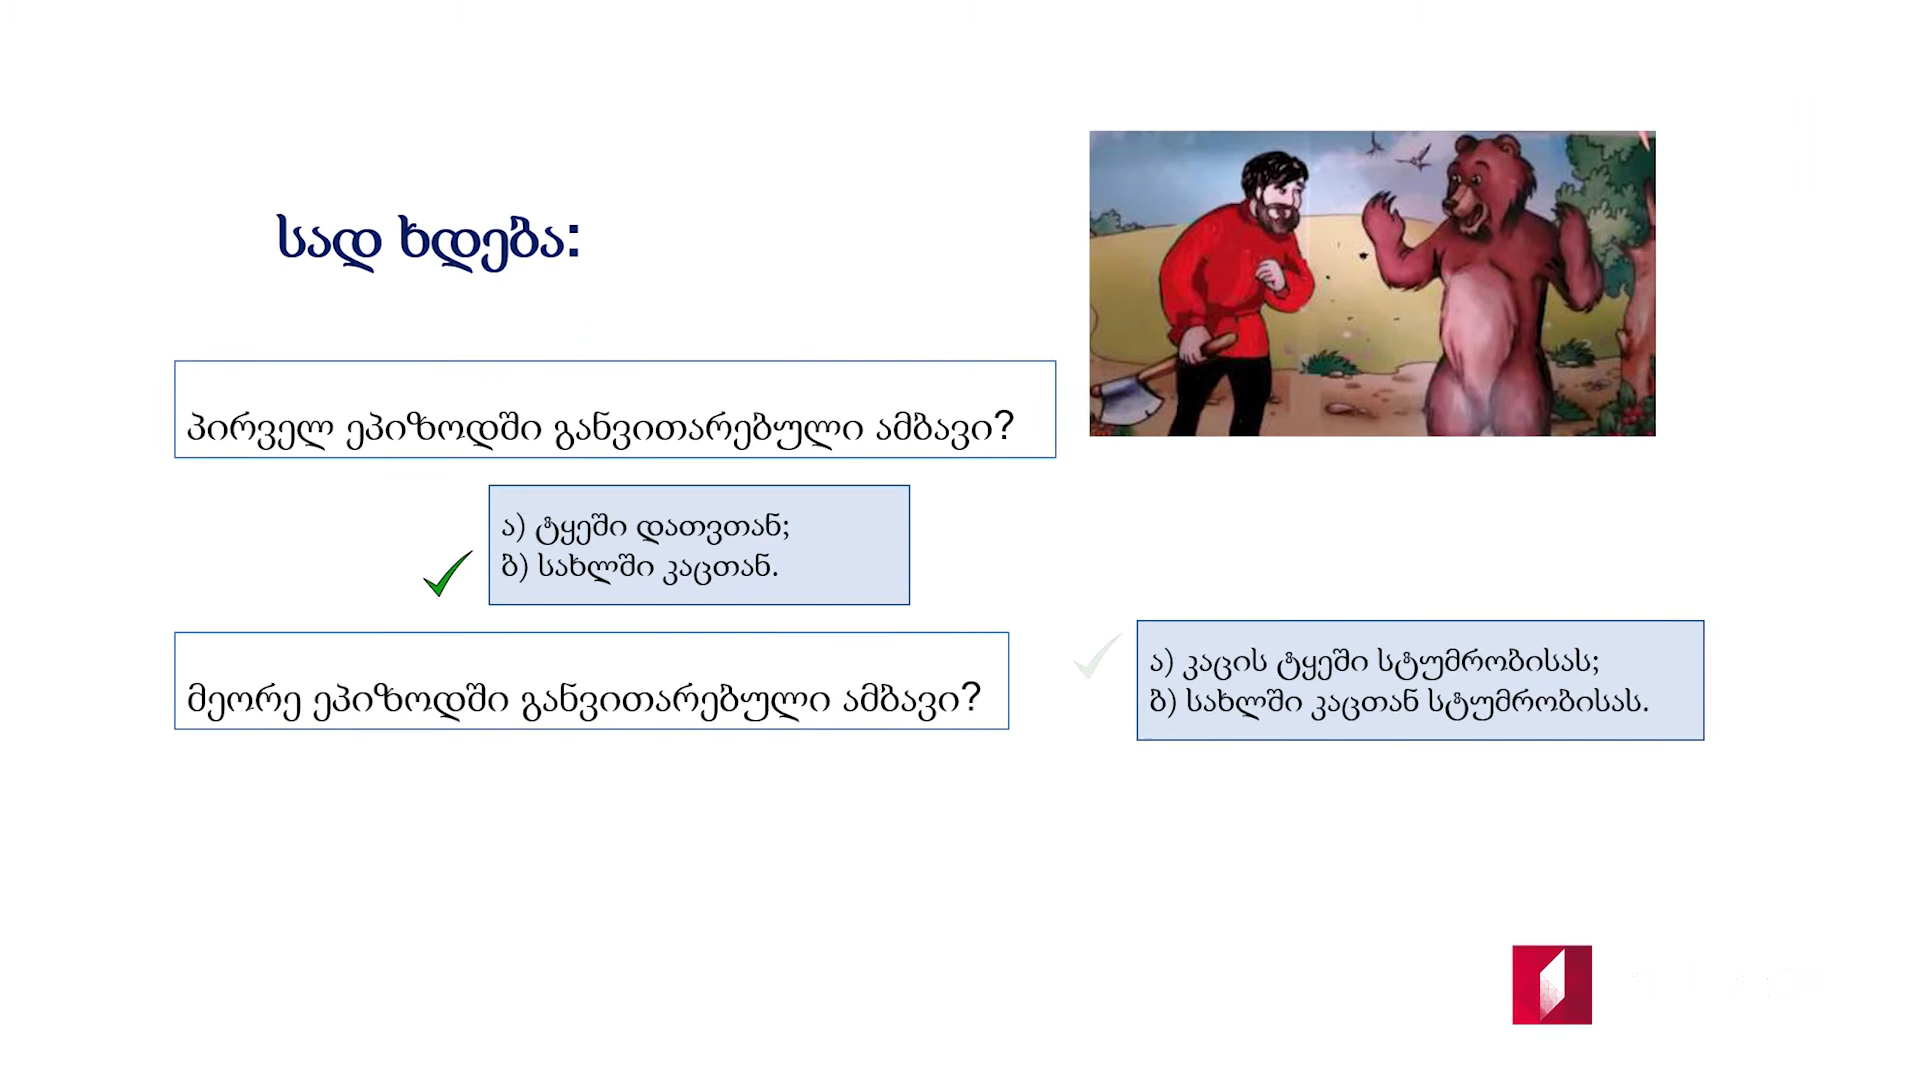 სად ხდება:
პირველ ეპიზოდში განვითარებული ამბავი?
ა) ტყეში დათვთან;
ბ) სახლში კაცთან.
მეორე ეპიზოდში განვითარებული ამბავი?
ა) კაცის ტყეში სტუმრობისას;
ბ) სახლში კაცთან სტუმრობისას.